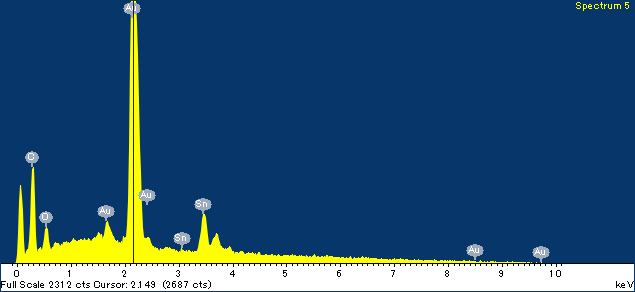 Spectrum 5
Au
C
O
Au
Au
Sn
Sn
Au
Au
0 1 2 3 4 5 6 7 8 9 10
Full Scale 2312 cts Cursor: 2.149 (2687 cts) keV